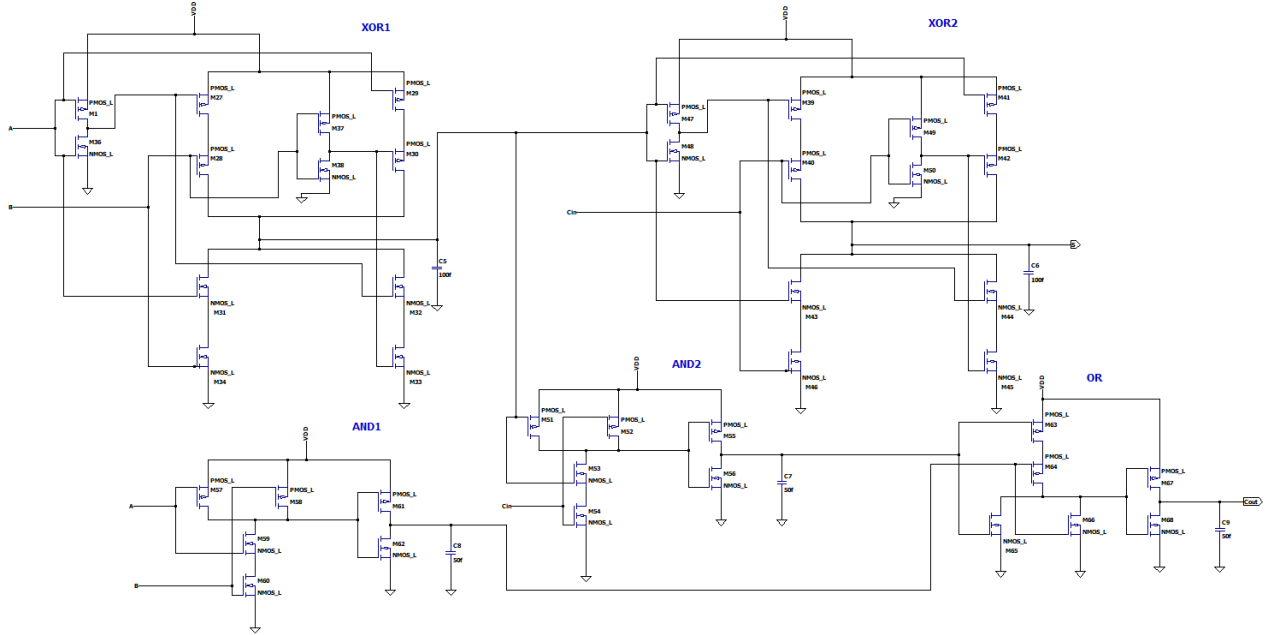 VDD
XOR1
VDD
XOR2
PMOS_L
M27
PMOS_L
M29
PMOS_L
M1
PMOS_L
M37
A
M36
NMOS_L
PMOS_L
M28
M38
NMOS_L
PMOS_L
M30
B
C5
100f
NMOS_L
M31
NMOS_L
M32
NMOS_L
M34
NMOS_L
M33
PMOS_L
M39
PMOS_L
M41
PMOS_L
M47
PMOS_L
M49
M48
NMOS_L
PMOS_L
M40
M50
NMOS_L
PMOS_L
M42
Cin
S
C6
100f
NMOS_L
M43
NMOS_L
M44
NMOS_L
M46
NMOS_L
M45
AND1
VDD
PMOS_L
M57
PMOS_L
M58
PMOS_L
M61
A
M59
NMOS_L
M62
NMOS_L
C8
50f
B
M60
NMOS_L
AND2
VDD
PMOS_L
M51
PMOS_L
M52
PMOS_L
M55
M53
NMOS_L
M56
NMOS_L
C7
50f
Cin
M54
NMOS_L
OR
VDD
PMOS_L
M63
PMOS_L
M64
PMOS_L
M67
NMOS_L
M65
M66
NMOS_L
M68
NMOS_L
Cout
C9
50f